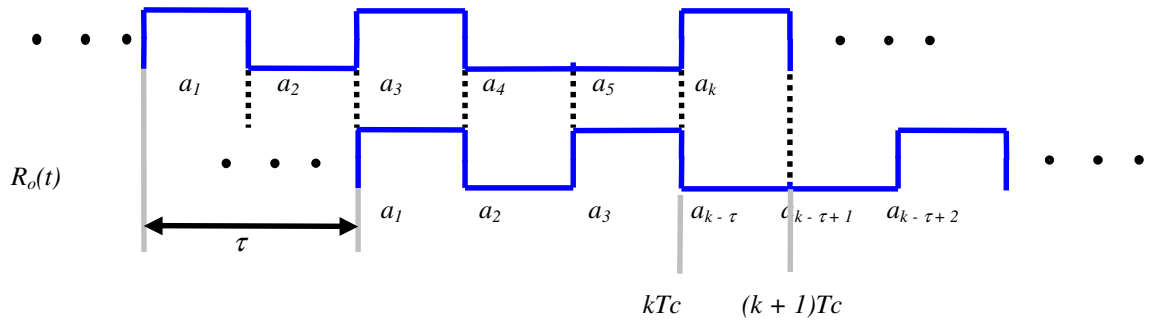 a1 a2 a3 a4 a5 ak
Ro(t)
a1 a2 a3 ak - τ ak - τ + 1 ak - τ + 2
τ
kTc (k + 1)Tc